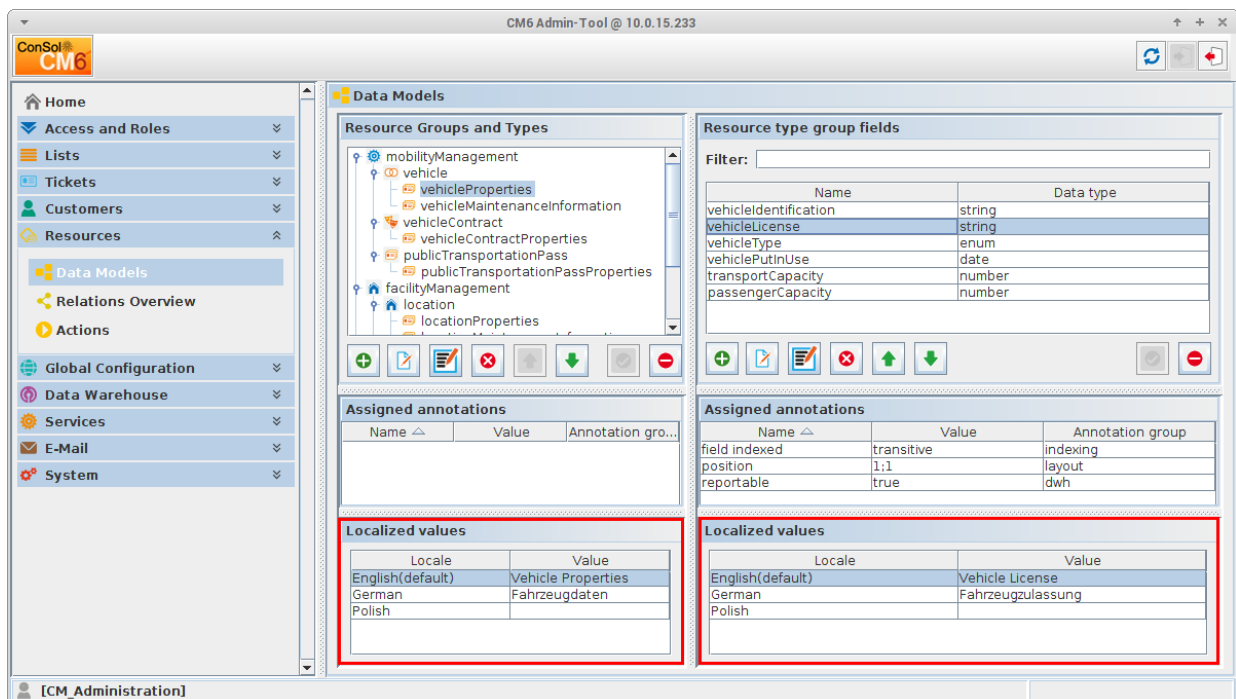 CM6 Admin-Tool @ 10.0.15.233
ConSol
CM6
Home
Access and Roles
Lists
Tickets
Customers
Resources
Data Models
Relations Overview
Actions
Global Configuration
Data Warehouse
Services
E-Mail
System
Data Models
Resource Groups and Types
mobilityManagement
vehicle
vehicleProperties
vehicleMaintenanceInformation
vehicleContract
vehicleContractProperties
publicTransportationPass
publicTransportationPassProperties
facilityManagement
location
locationProperties
Assigned annotations
Name Value Annotation gro...
Localized values
Locale Value
English(default) Vehicle Properties
German Fahrzeugdaten
Polish
Resource type group fields
Filter:
Name Data type
vehicleIdentification string
vehicleLicense string
vehicleType enum
vehiclePutInUse date
transportCapacity number
passengerCapacity number
Assigned annotations
Name Value Annotation group
field indexed transitive indexing
position 1;1 layout
reportable true dwh
Localized values
Locale Value
English(default) Vehicle License
German Fahrzeugzulassung
Polish
[CM_Administration]